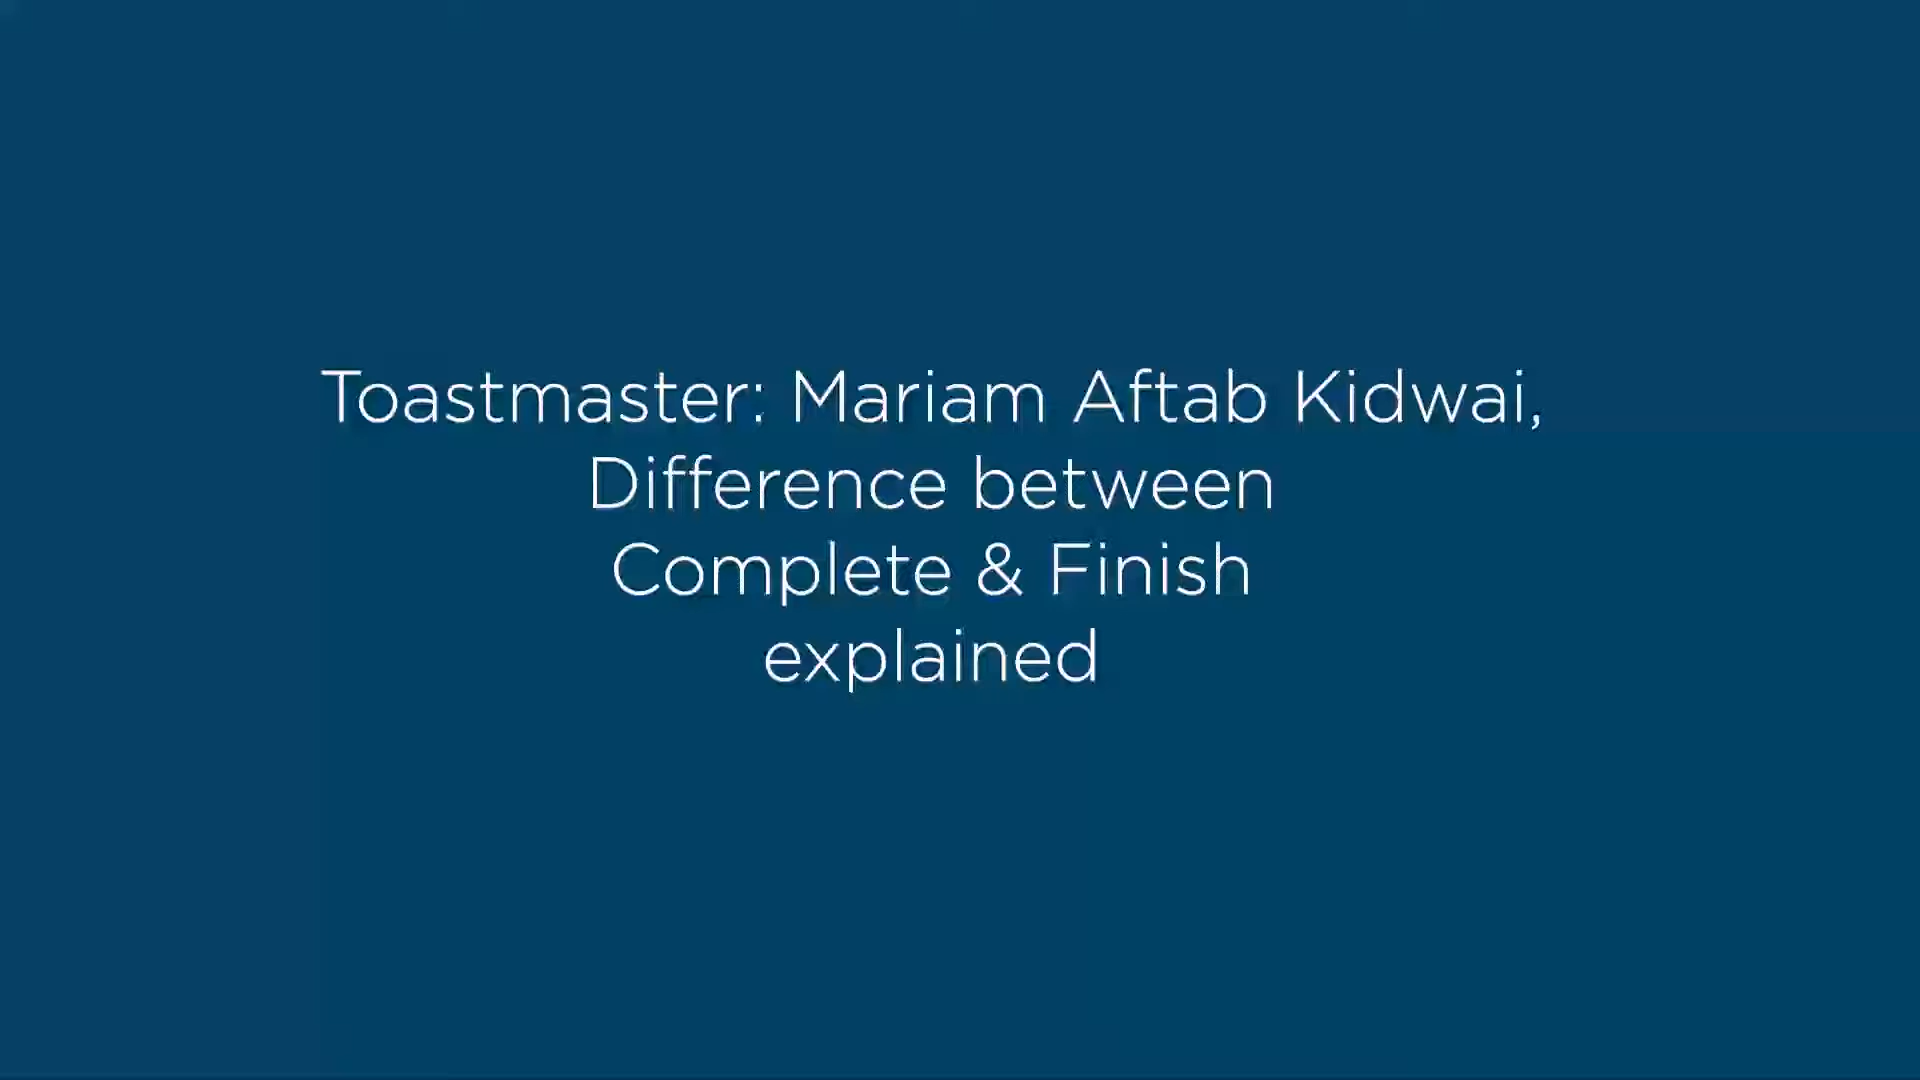 Toastmaster: Mariam Aftab Kidwai,
Difference between
Complete & Finish
explained